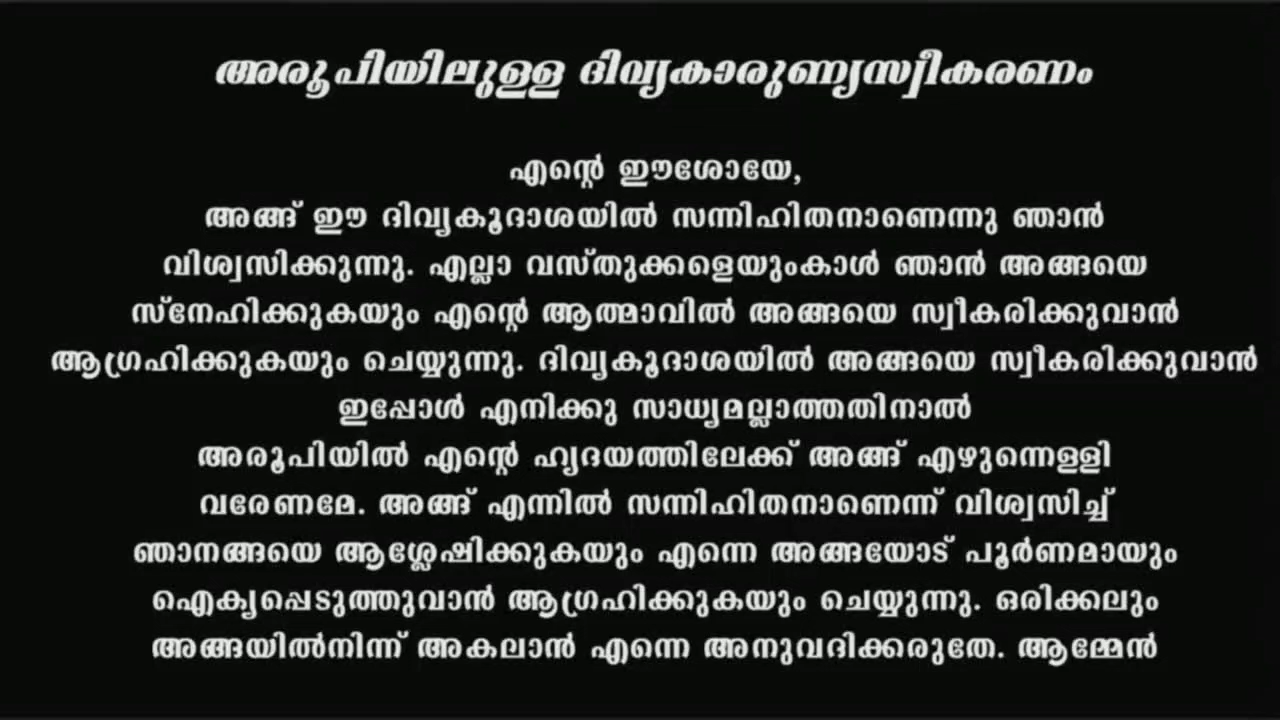 അരൂപിയിലുള്ള ദിവ്യകാരുണ്യസ്വീകരണം
എന്റെ ഈശോയേ,
അങ്ങ് ഈ ദിവ്യകൂദാശയിൽ സന്നിഹിതനാണെന്നു ഞാൻ
വിശ്വസിക്കുന്നു. എല്ലാ വസ്തുക്കളെയുംകാൾ ഞാൻ അങ്ങയെ
സ്നേഹിക്കുകയും എന്റെ ആത്മാവിൽ അങ്ങയെ സ്വീകരിക്കുവാൻ
ആഗ്രഹിക്കുകയും ചെയ്യുന്നു. ദിവ്യകൂദാശയിൽ അങ്ങയെ സ്വീകരിക്കുവാൻ
ഇപ്പോൾ എനിക്കു സാധ്യമല്ലാത്തതിനാൽ
അരൂപിയിൽ എന്റെ ഹൃദയത്തിലേക്ക് അങ്ങ് എഴുന്നെള്ളി
വരേണമേ. അങ്ങ് എന്നിൽ സന്നിഹിതനാണെന്ന് വിശ്വസിച്ച്
ഞാനങ്ങയെ ആശ്ലേഷിക്കുകയും എന്നെ അങ്ങയോട് പൂർണമായും
ഐക്യപ്പെടുത്തുവാൻ ആഗ്രഹിക്കുകയും ചെയ്യുന്നു. ഒരിക്കലും
അങ്ങയിൽനിന്ന് അകലാൻ എന്നെ അനുവദിക്കരുതേ. ആമ്മേൻ